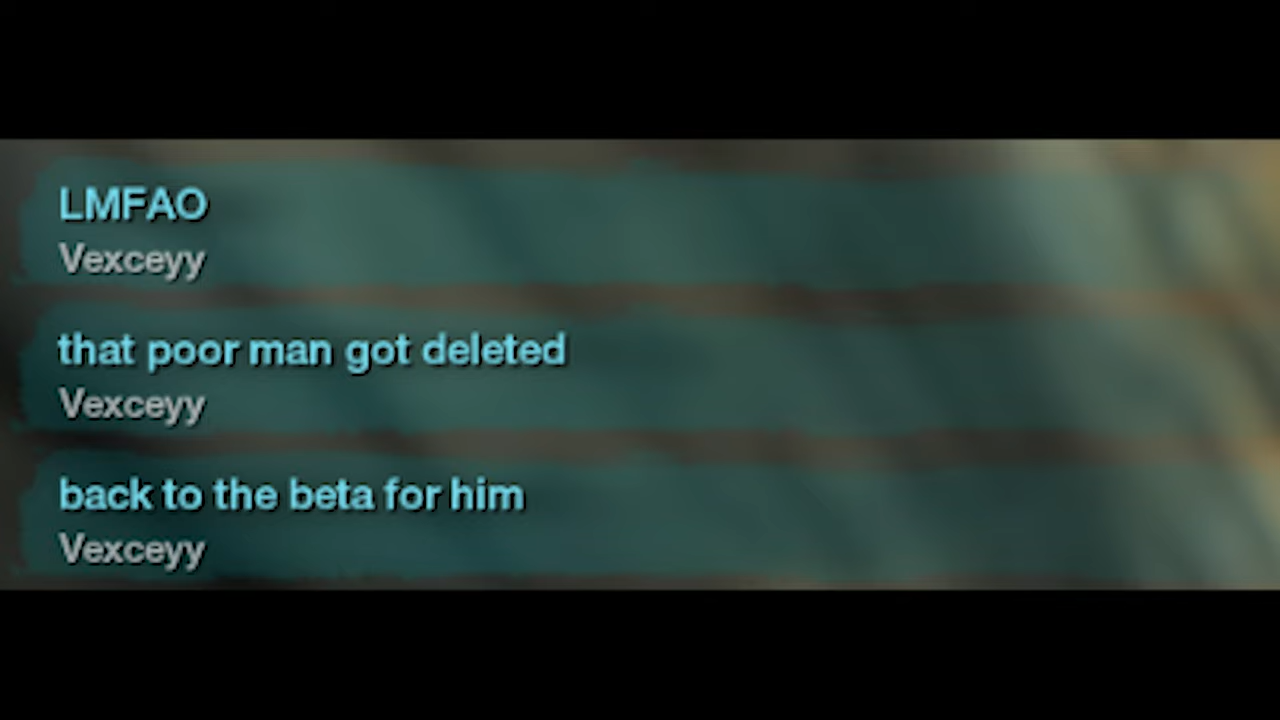 LMFAO
Vexceyy
that poor man got deleted
Vexceyy
back to the beta for him
Vexceyy